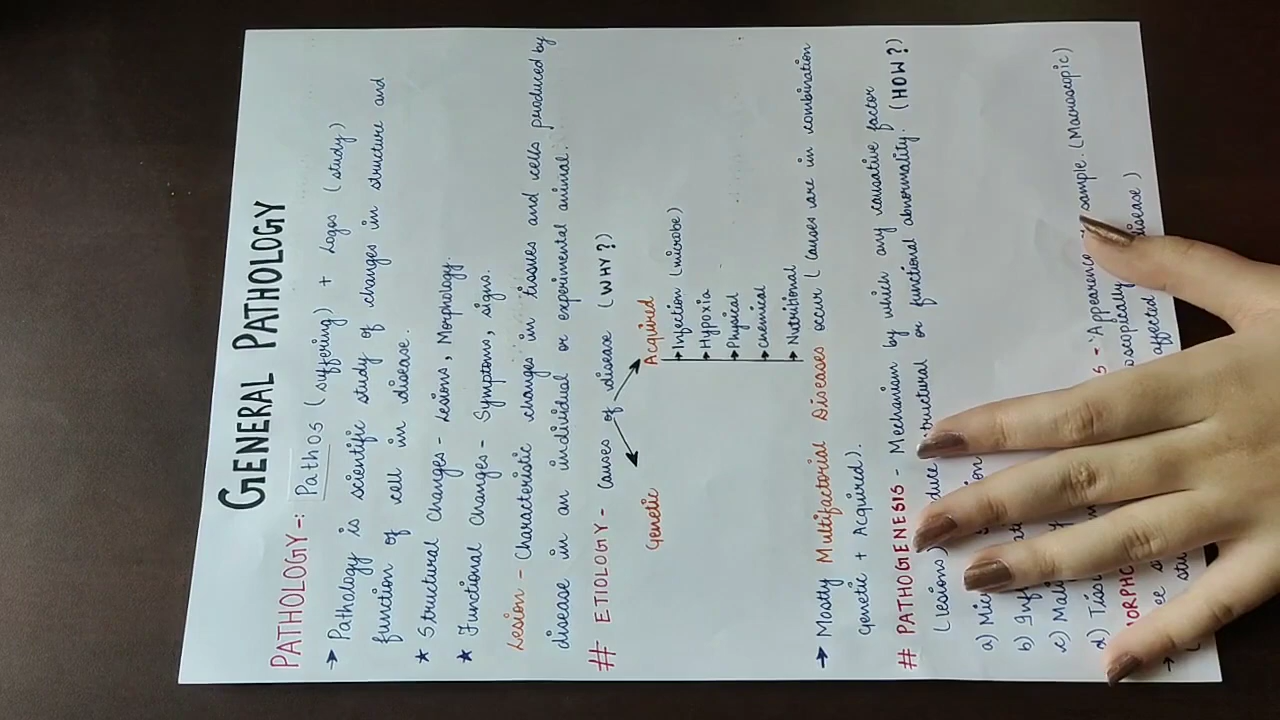 GENERAL PATHOLOGY
PATHOLOGY-: Pathos (suffering) + Logos (study)
→ Pathology is scientific study of changes in structure and
function of cell in disease.
★ Structural Changes - Lesions, Morphology.
★ Functional Changes - Symptoms, signs.
Lesion - Characteristic changes in tissues and cells produced by
disease in an individual or experimental animal.
# ETIOLOGY - Causes of disease (WHY?)
Genetic Acquired
→ Infection (microbe)
→ Hypoxia
→ Physical
→ Chemical
→ Nutritional
→ Mostly Multifactorial Diseases occur (Causes are in combination
Genetic + Acquired).
# PATHOGENESIS - Mechanism by which any causative factor
(lesions) structural or functional abnormality. (HOW?)
a)
b)
c)
d)
- 'Appearence sample. (Macroscopic)
→ affected disease)